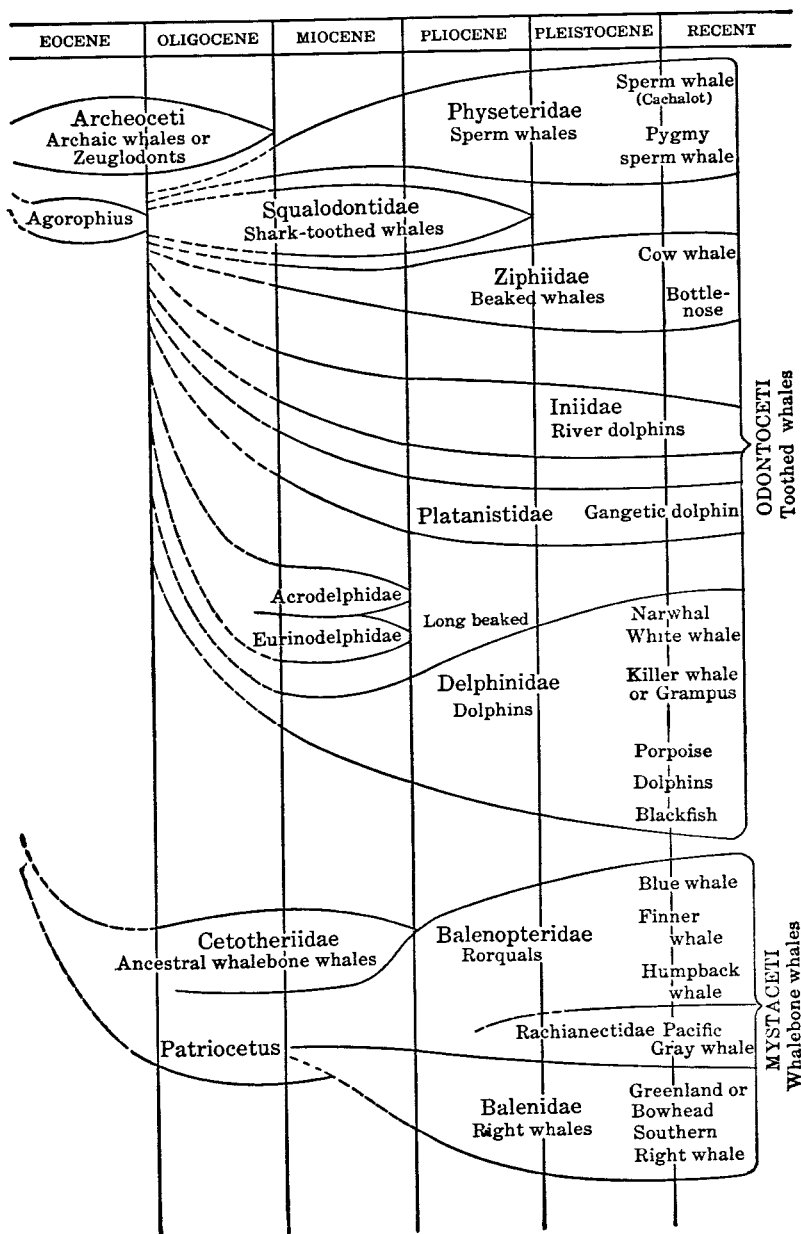 EOCENE OLIGOCENE MIOCENE PLIOCENE PLEISTOCENE RECENT
Archeoceti
Archaic whales or
Zeuglodonts
Physeteridae
Sperm whales
Sperm whale
(Cachalot)
Pygmy
sperm whale
Agorophius
Squalodontidae
Shark-toothed whales
Ziphiidae
Beaked whales
Cow whale
Bottle-
nose
Iniidae
River dolphins
Platanistidae
Gangetic dolphin
Acrodelphidae
Eurinodelphidae
Long beaked
Delphinidae
Dolphins
Narwhal
White whale
Killer whale
or Grampus
Porpoise
Dolphins
Blackfish
ODONTOCETI
Toothed whales
Cetotheriidae
Ancestral whalebone whales
Balenopteridae
Rorquals
Blue whale
Finner
whale
Humpback
whale
Rachianectidae Pacific
Gray whale
Patriocetus
Balenidae
Right whales
Greenland or
Bowhead
Southern
Right whale
MYSTACETI
Whalebone whales